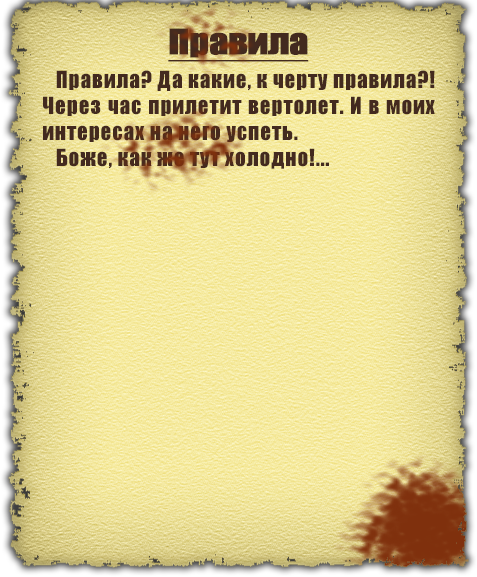 Правила
Правила? Да какие, к черту правила?!
Через час прилетит вертолет. И в моих
интересах на него успеть.
Боже, как же тут холодно!...